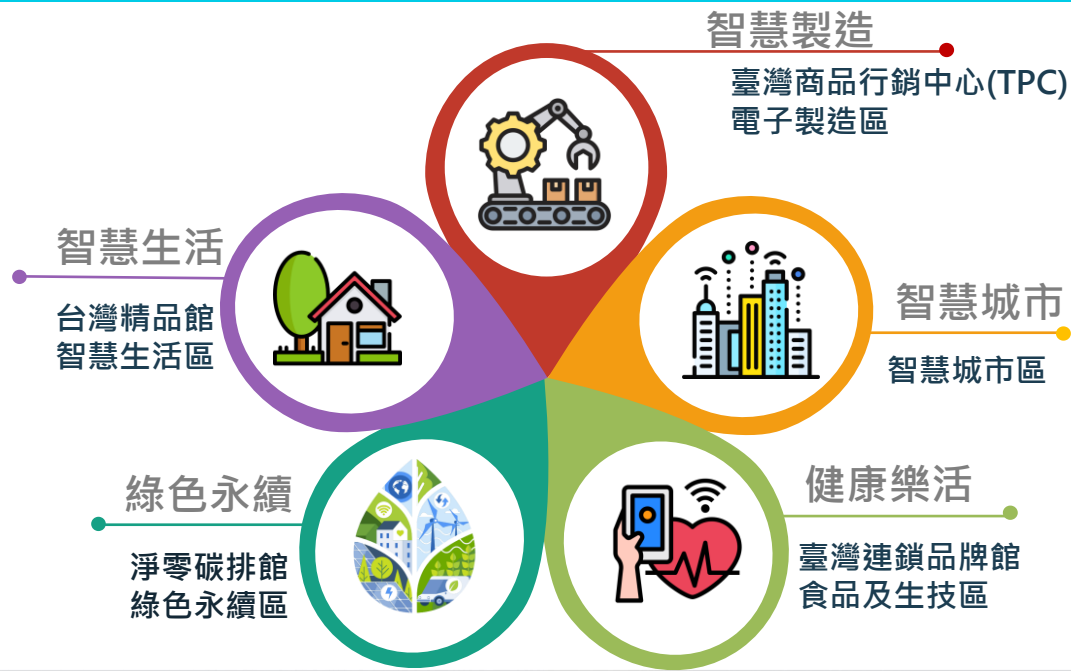 智慧製造
臺灣商品行銷中心(TPC)
電子製造區
智慧生活
台灣精品館
智慧生活區
智慧城市
智慧城市區
綠色永續
淨零碳排館
綠色永續區
健康樂活
臺灣連鎖品牌館
食品及生技區